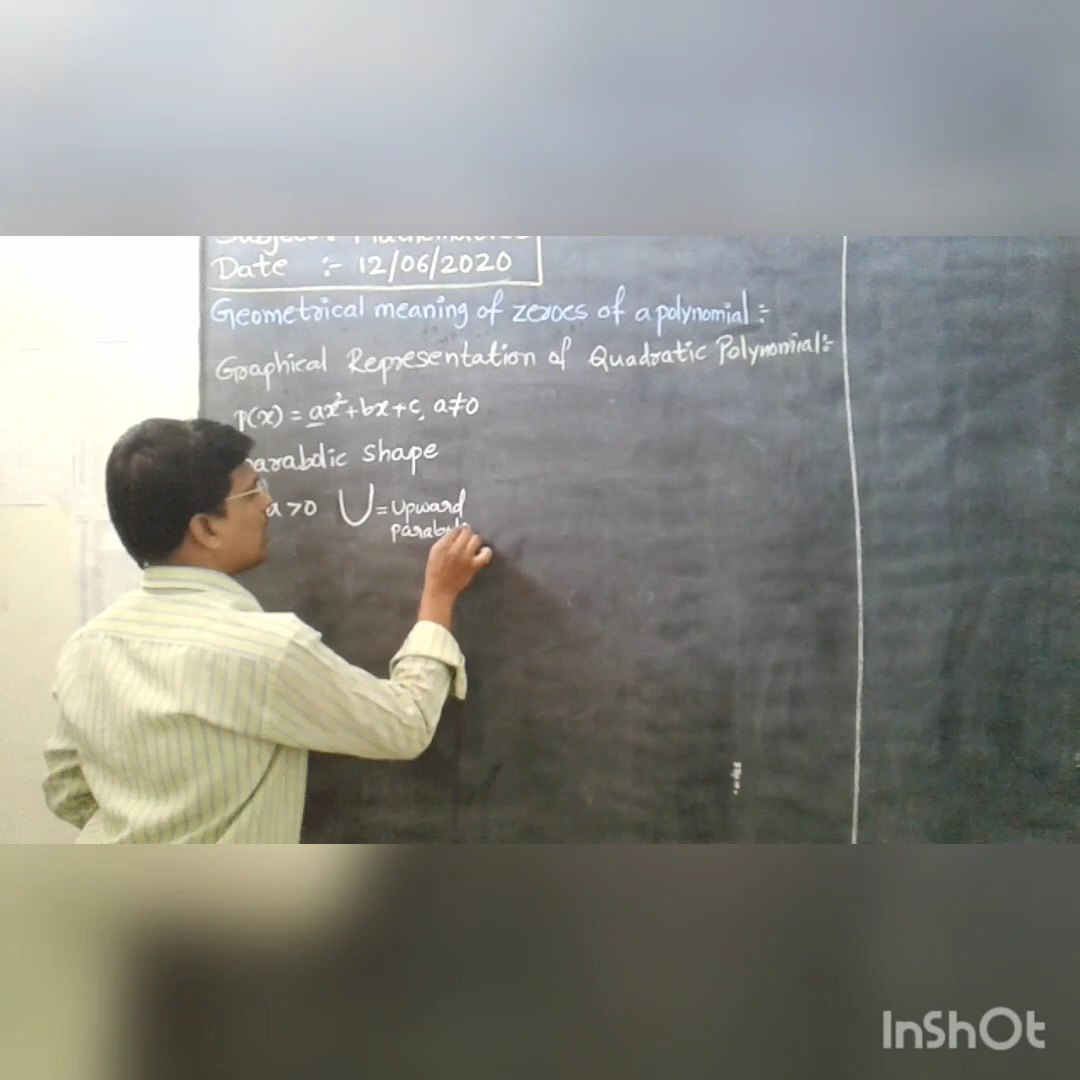 Date :- 12/06/2020
Geometrical meaning of zeroes of a polynomial :-
Graphical Representation of Quadratic Polynomial:-
P(x) = ax²+bx+c, a≠0
parabolic shape
a >0 ∪ = upward
InShOt